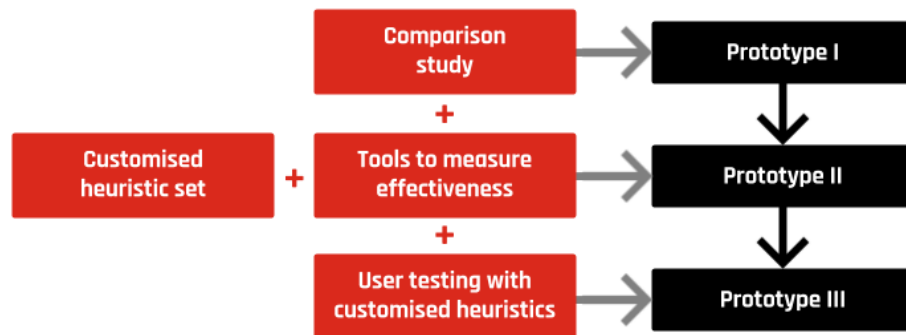 Comparison
study
Prototype I
+
Customised
heuristic set
+
Tools to measure
effectiveness
Prototype II
+
User testing with
customised heuristics
Prototype III